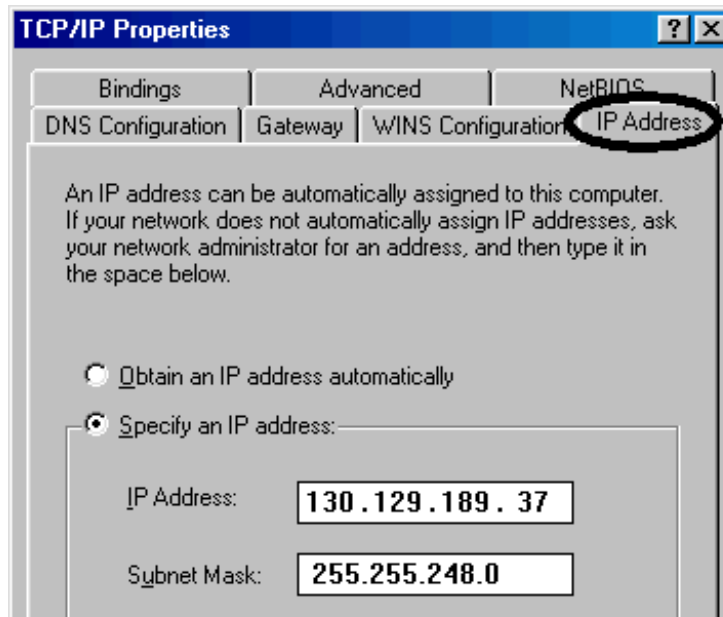 TCP/IP Properties
Bindings Advanced NetBIOS
DNS Configuration Gateway WINS Configuration IP Address
An IP address can be automatically assigned to this computer.
If your network does not automatically assign IP addresses, ask
your network administrator for an address, and then type it in
the space below.
Obtain an IP address automatically
Specify an IP address:
IP Address: 130.129.189. 37
Subnet Mask: 255.255.248.0